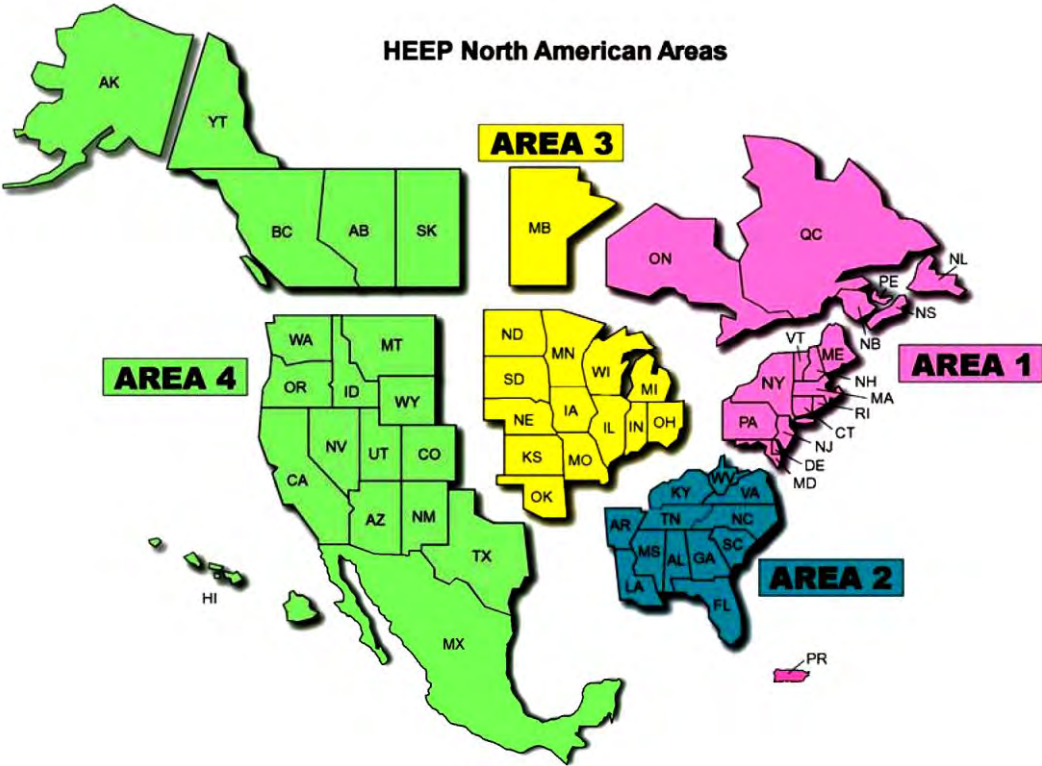 HEEP North American Areas
AK
YT
AREA 3
BC
AB
SK
MB
ON
QC
NL
PE
NS
NB
WA
MT
ND
MN
VT
ME
AREA 4
OR
ID
SD
WI
MI
NY
NH
AREA 1
MA
WY
NE
IA
RI
NV
UT
CO
IL
IN
OH
PA
CT
NJ
CA
KS
MO
DE
MD
AZ
NM
OK
KY
WV
VA
TX
AR
TN
NC
MS
AL
GA
SC
AREA 2
HI
LA
FL
MX
PR